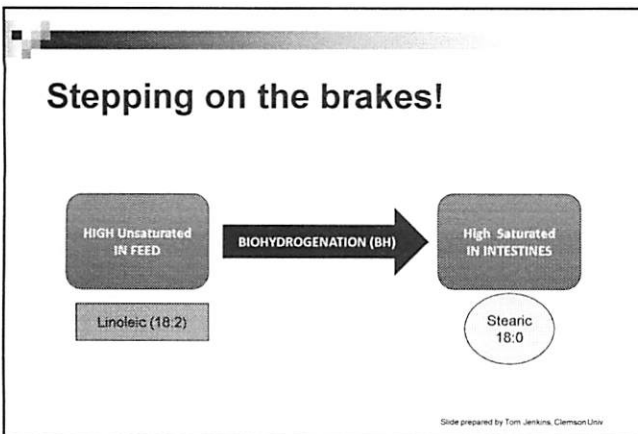 Stepping on the brakes!
HIGH Unsaturated
IN FEED
BIOHYDROGENATION (BH)
High Saturated
IN INTESTINES
Linoleic (18:2)
Stearic
18:0
Slide prepared by Tom Jenkins, Clemson Univ